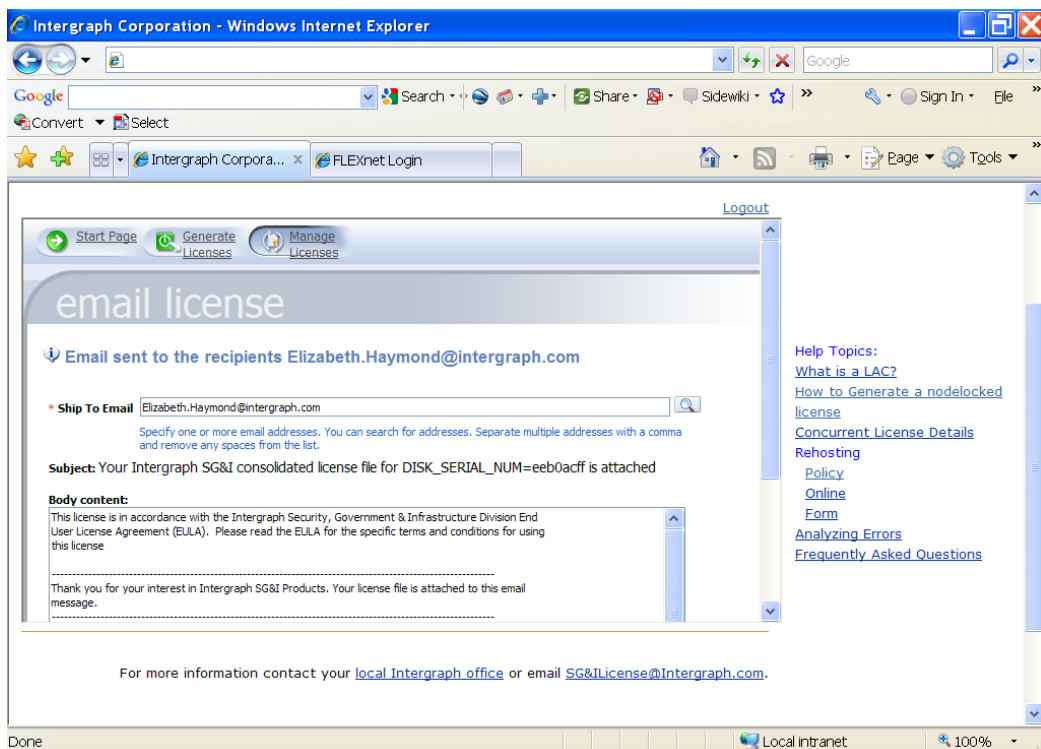 Intergraph Corporation - Windows Internet Explorer
Google
Google Search Share Sidewiki » Sign In File »
Convert Select
Intergraph Corpora... x FLEXnet Login Page Tools »
Logout
Start Page Generate Licenses Manage Licenses
email license
Email sent to the recipients Elizabeth.Haymond@intergraph.com
* Ship To Email Elizabeth.Haymond@intergraph.com
Specify one or more email addresses. You can search for addresses. Separate multiple addresses with a comma
and remove any spaces from the list.
Subject: Your Intergraph SG&I consolidated license file for DISK_SERIAL_NUM=eeb0acff is attached
Body content:
This license is in accordance with the Intergraph Security, Government & Infrastructure Division End
User License Agreement (EULA). Please read the EULA for the specific terms and conditions for using
this license
--------------------------------------------------------------------------------
Thank you for your interest in Intergraph SG&I Products. Your license file is attached to this email
message.
--------------------------------------------------------------------------------
Help Topics:
What is a LAC?
How to Generate a nodelocked
license
Concurrent License Details
Rehosting
Policy
Online
Form
Analyzing Errors
Frequently Asked Questions
For more information contact your local Intergraph office or email SG&ILicense@Intergraph.com.
Done Local intranet 100%